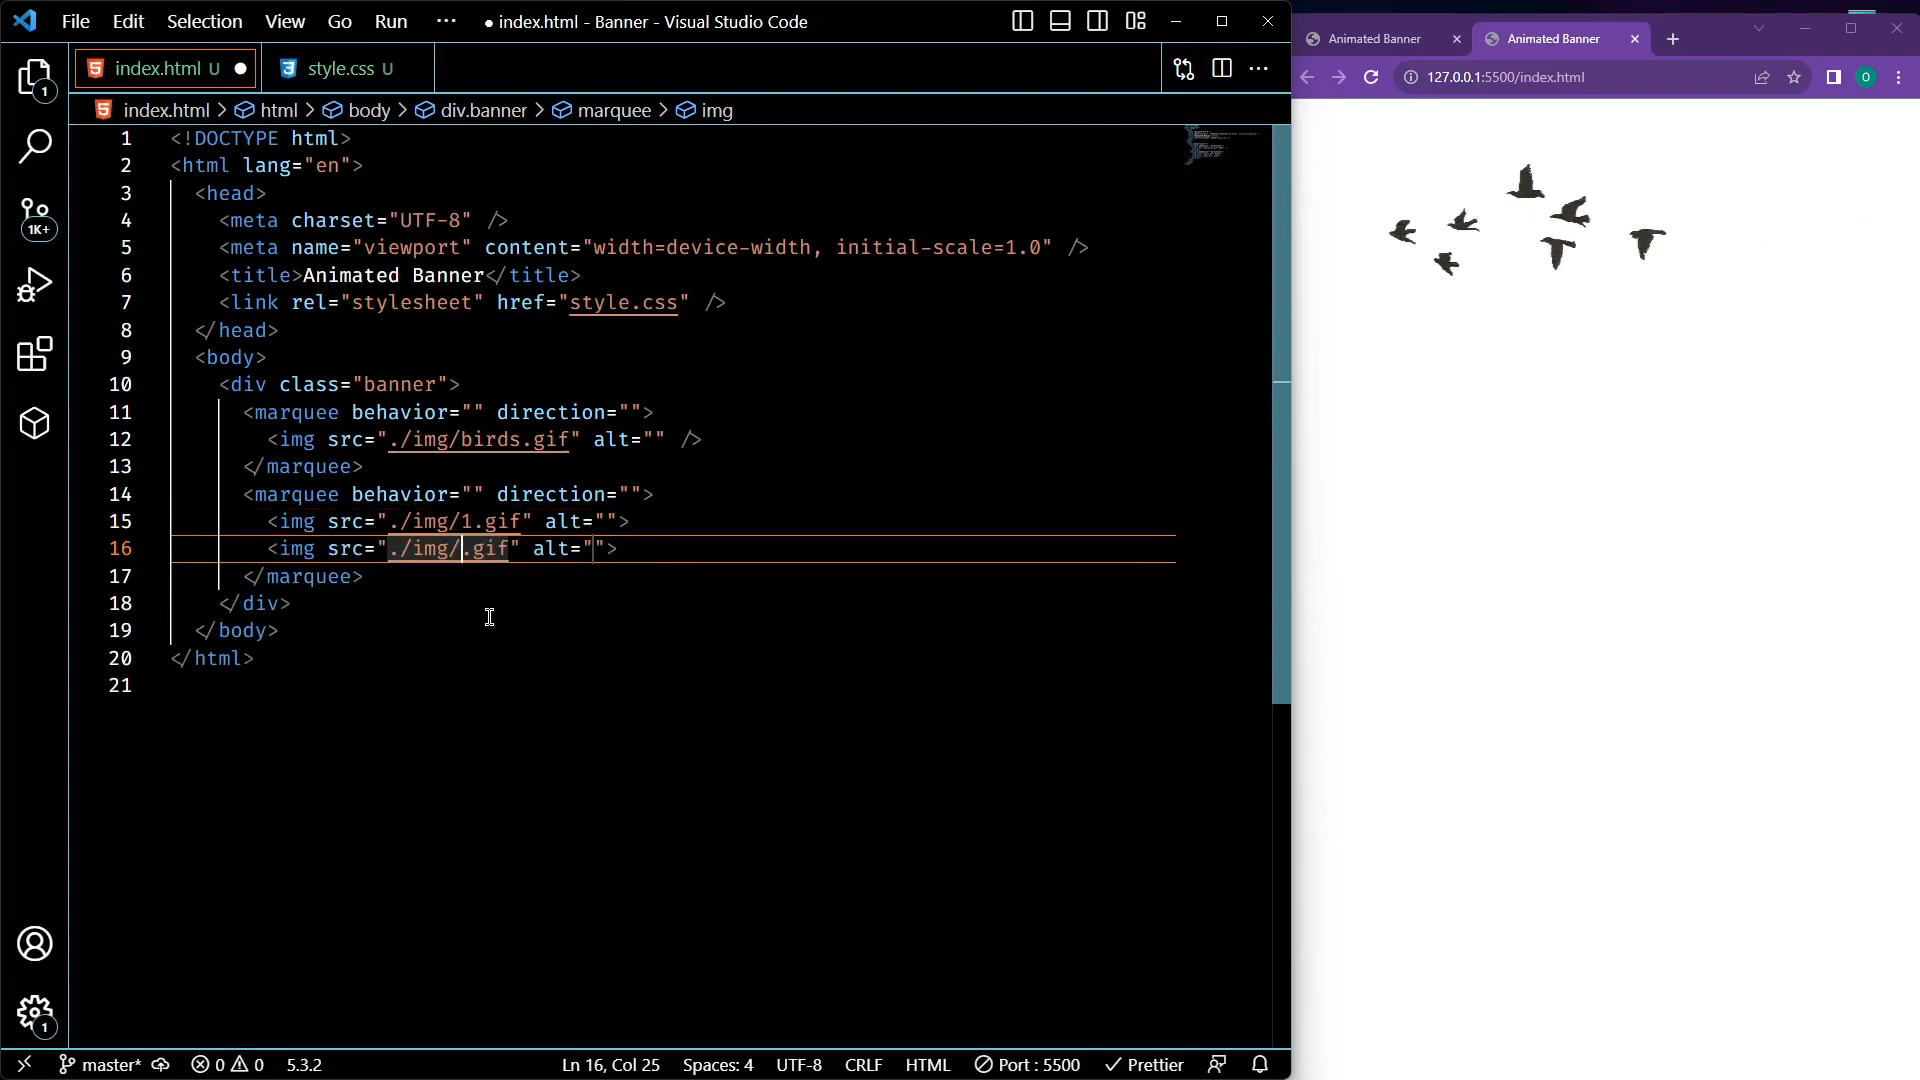 File Edit Selection View Go Run ··· ● index.html - Banner - Visual Studio Code
index.html U ● style.css U
index.html > html > body > div.banner > marquee > img
1 <!DOCTYPE html>
2 <html lang="en">
3 <head>
4 <meta charset="UTF-8" />
5 <meta name="viewport" content="width=device-width, initial-scale=1.0" />
6 <title>Animated Banner</title>
7 <link rel="stylesheet" href="style.css" />
8 </head>
9 <body>
10 <div class="banner">
11 <marquee behavior="" direction="">
12 <img src="./img/birds.gif" alt="" />
13 </marquee>
14 <marquee behavior="" direction="">
15 <img src="./img/1.gif" alt="">
16 <img src="./img/.gif" alt="">
17 </marquee>
18 </div>
19 </body>
20 </html>
21
1
1K+
1
master* 0 0 5.3.2 Ln 16, Col 25 Spaces: 4 UTF-8 CRLF HTML Port : 5500 Prettier
Animated Banner Animated Banner
127.0.0.1:5500/index.html O